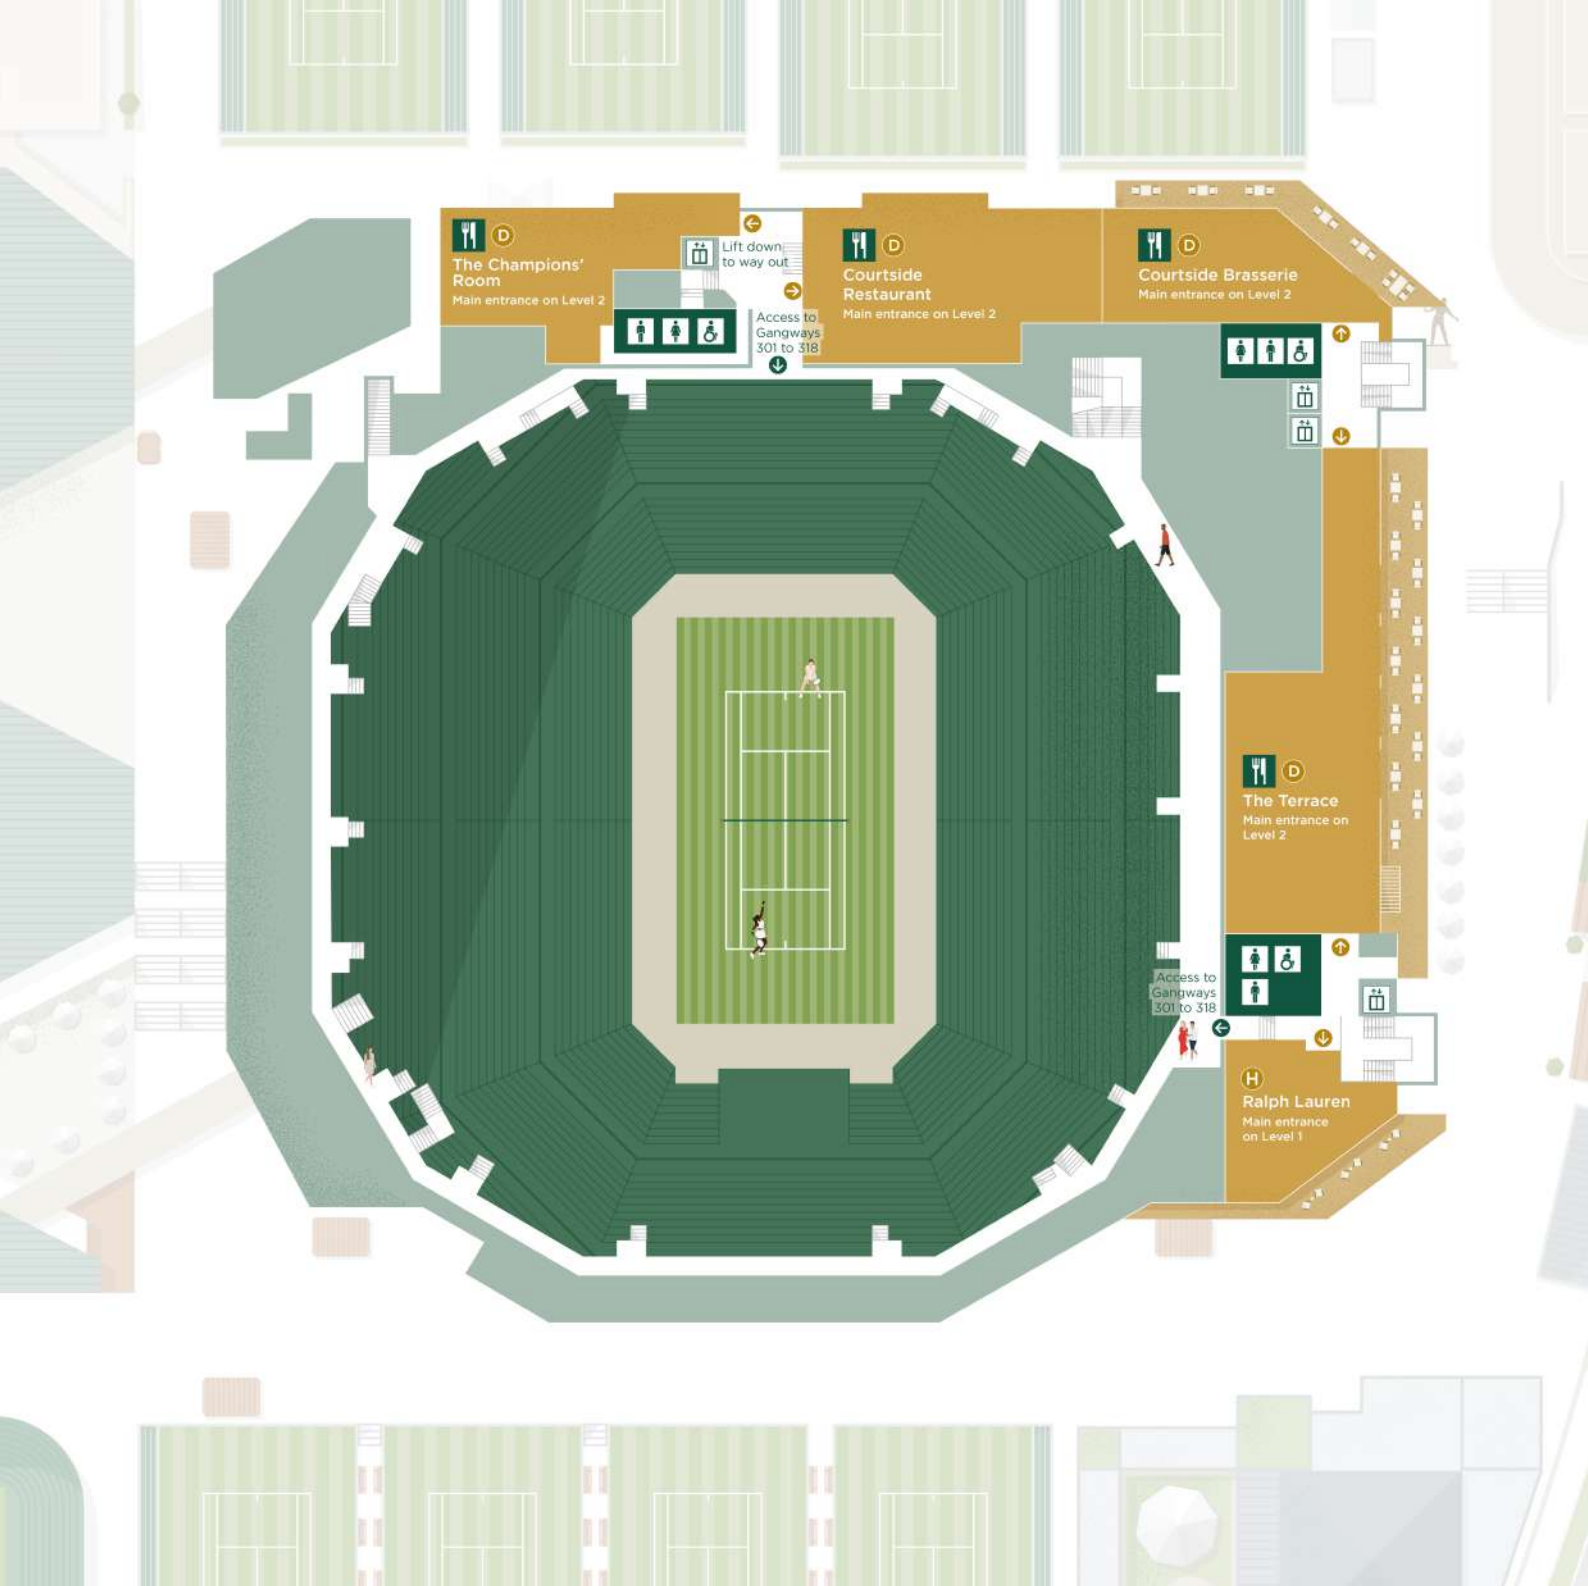 D
The Champions'
Room
Main entrance on Level 2
Lift down
to way out
Access to
Gangways
301 to 318
D
Courtside
Restaurant
Main entrance on Level 2
D
Courtside Brasserie
Main entrance on Level 2
D
The Terrace
Main entrance on
Level 2
Access to
Gangways
301 to 318
H
Ralph Lauren
Main entrance
on Level 1